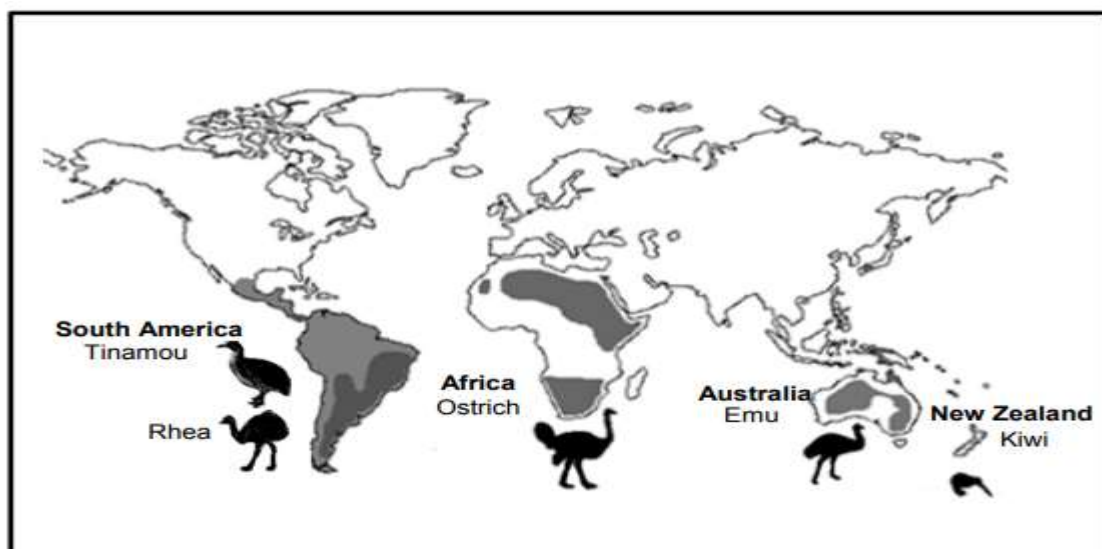 South America
Tinamou
Rhea
Africa
Ostrich
Australia
Emu
New Zealand
Kiwi